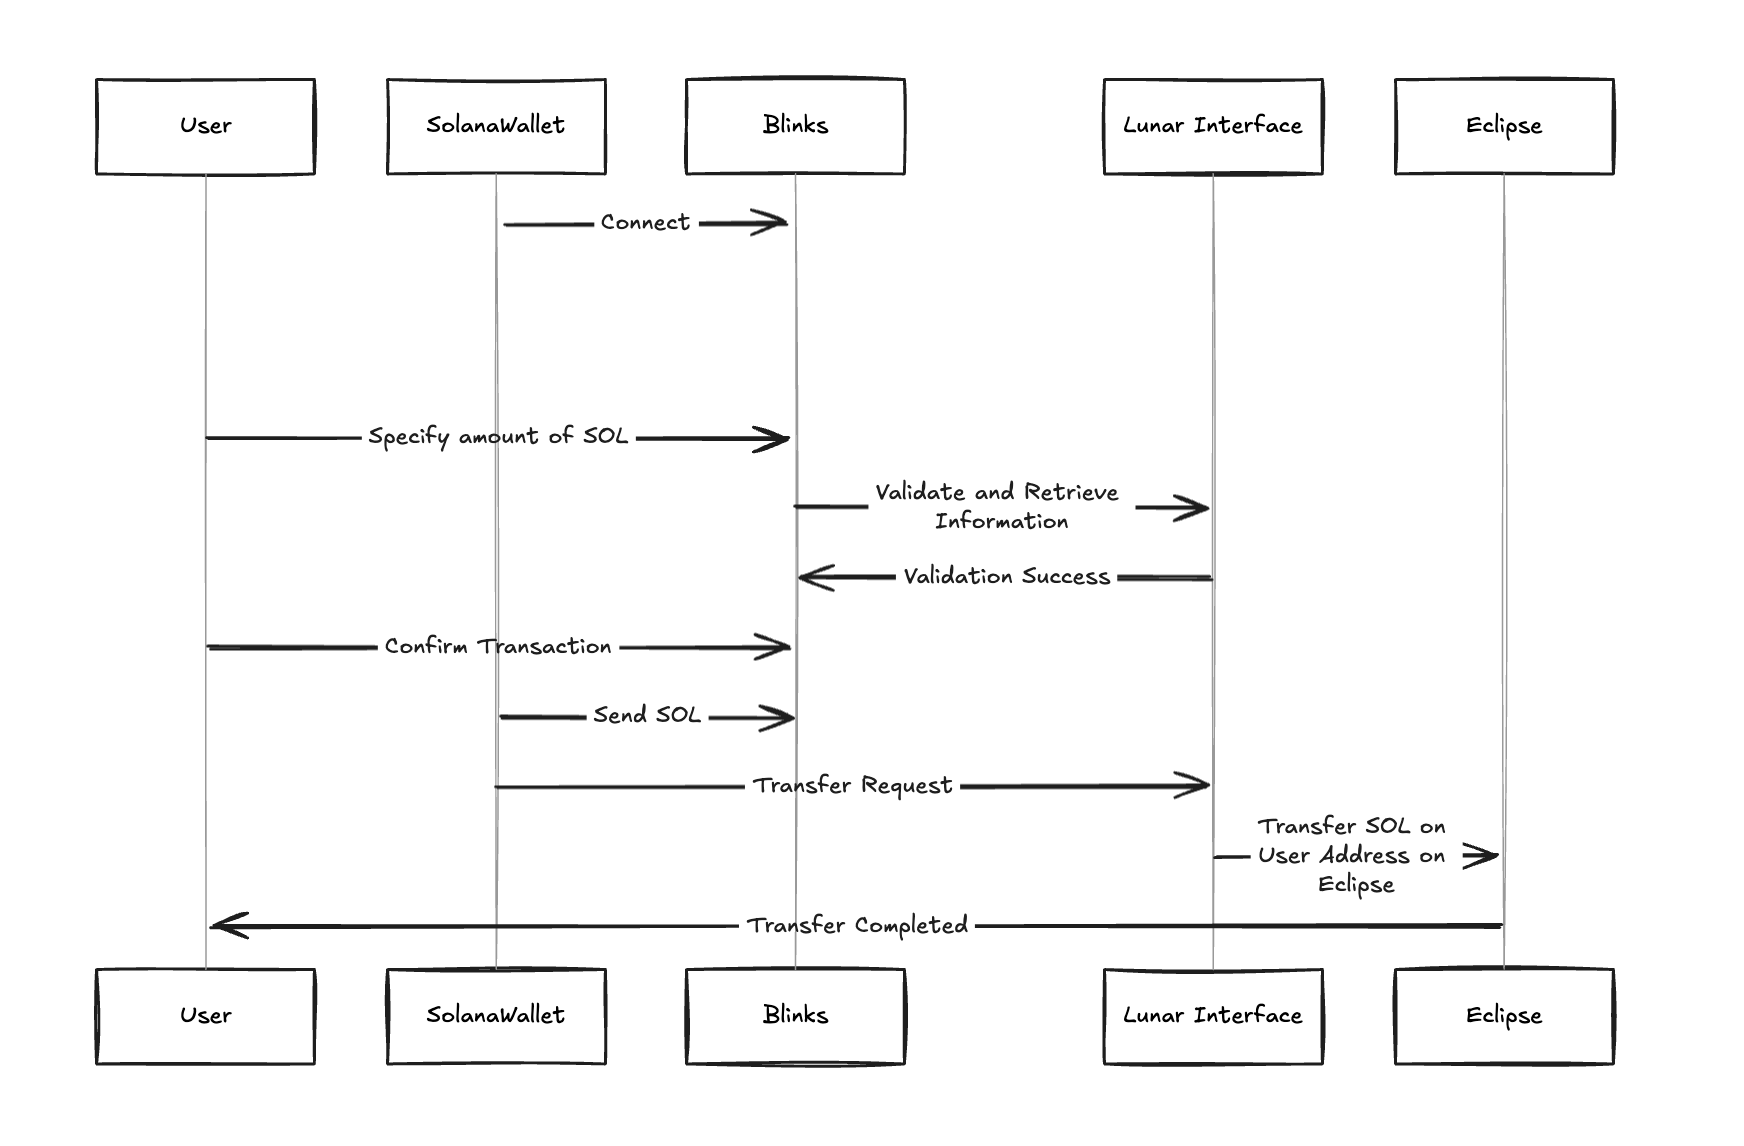 User
SolanaWallet
Blinks
Lunar Interface
Eclipse
Connect
Specify amount of SOL
Validate and Retrieve
Information
Validation Success
Confirm Transaction
Send SOL
Transfer Request
Transfer SOL on
User Address on
Eclipse
Transfer Completed
User
SolanaWallet
Blinks
Lunar Interface
Eclipse